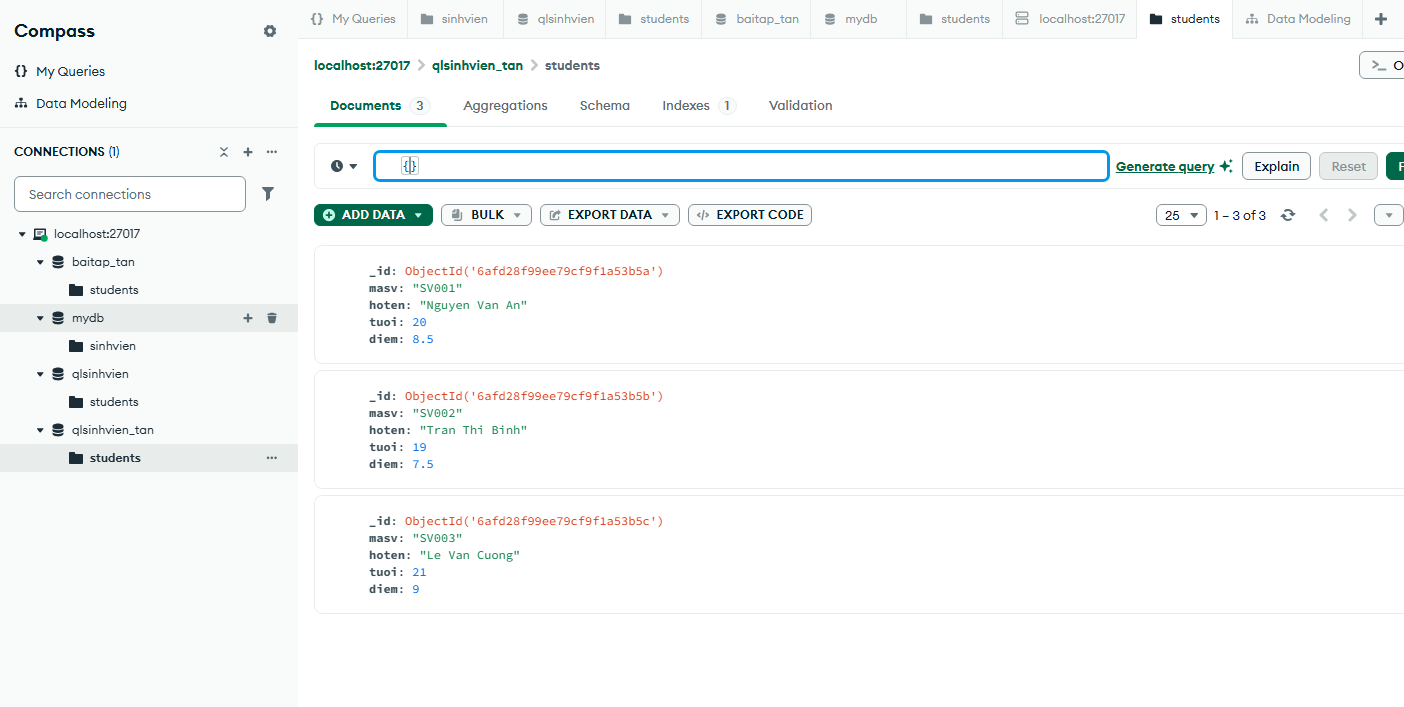 Compass
My Queries
Data Modeling
CONNECTIONS (1)
Search connections
localhost:27017
baitap_tan
students
mydb
sinhvien
qlsinhvien
students
qlsinhvien_tan
students
{} My Queries sinhvien qlsinhvien students baitap_tan mydb students localhost:27017 students Data Modeling +
localhost:27017 > qlsinhvien_tan > students
>_ O
Documents 3 Aggregations Schema Indexes 1 Validation
{} Generate query Explain Reset F
ADD DATA BULK EXPORT DATA EXPORT CODE 25 1 – 3 of 3
_id: ObjectId('6afd28f99ee79cf9f1a53b5a')
masv: "SV001"
hoten: "Nguyen Van An"
tuoi: 20
diem: 8.5
_id: ObjectId('6afd28f99ee79cf9f1a53b5b')
masv: "SV002"
hoten: "Tran Thi Binh"
tuoi: 19
diem: 7.5
_id: ObjectId('6afd28f99ee79cf9f1a53b5c')
masv: "SV003"
hoten: "Le Van Cuong"
tuoi: 21
diem: 9